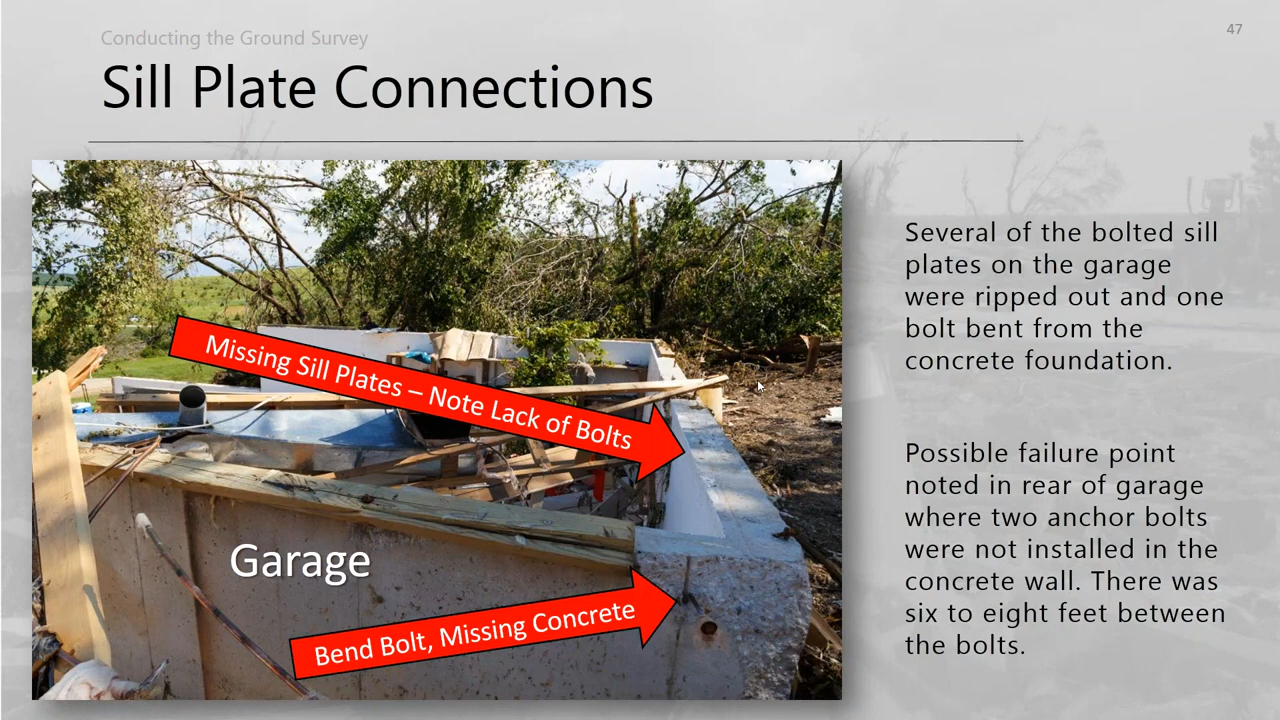 Conducting the Ground Survey
47
Sill Plate Connections
Missing Sill Plates – Note Lack of Bolts
Garage
Bend Bolt, Missing Concrete
Several of the bolted sill
plates on the garage
were ripped out and one
bolt bent from the
concrete foundation.
Possible failure point
noted in rear of garage
where two anchor bolts
were not installed in the
concrete wall. There was
six to eight feet between
the bolts.